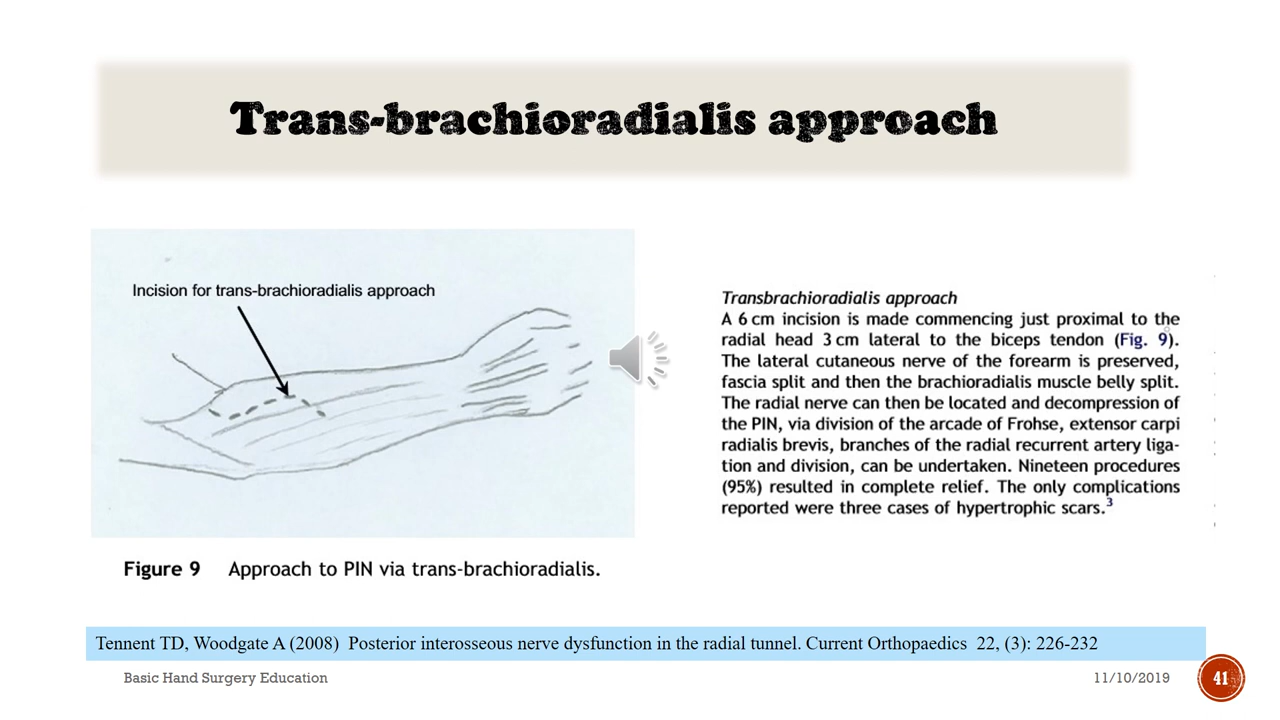 Trans-brachioradialis approach
Incision for trans-brachioradialis approach
Figure 9 Approach to PIN via trans-brachioradialis.
Transbrachioradialis approach
A 6 cm incision is made commencing just proximal to the
radial head 3 cm lateral to the biceps tendon (Fig. 9).
The lateral cutaneous nerve of the forearm is preserved,
fascia split and then the brachioradialis muscle belly split.
The radial nerve can then be located and decompression of
the PIN, via division of the arcade of Frohse, extensor carpi
radialis brevis, branches of the radial recurrent artery liga-
tion and division, can be undertaken. Nineteen procedures
(95%) resulted in complete relief. The only complications
reported were three cases of hypertrophic scars.3
Tennent TD, Woodgate A (2008) Posterior interosseous nerve dysfunction in the radial tunnel. Current Orthopaedics 22, (3): 226-232
Basic Hand Surgery Education
11/10/2019
41